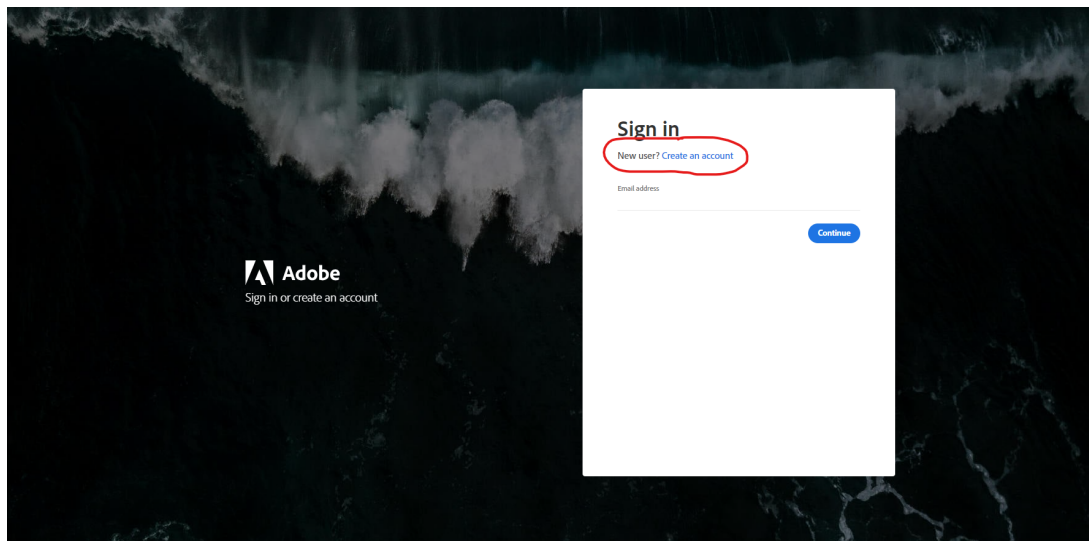 Adobe
Sign in or create an account
Sign in
New user? Create an account
Email address
Continue